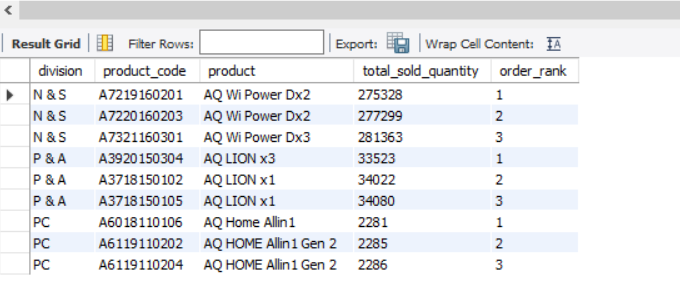 Result Grid Filter Rows: Export: Wrap Cell Content: IA
division product_code product total_sold_quantity order_rank
N & S A7219160201 AQ Wi Power Dx2 275328 1
N & S A7220160203 AQ Wi Power Dx2 277299 2
N & S A7321160301 AQ Wi Power Dx3 281363 3
P & A A3920150304 AQ LION x3 33523 1
P & A A3718150102 AQ LION x1 34022 2
P & A A3718150105 AQ LION x1 34080 3
PC A6018110106 AQ Home Allin1 2281 1
PC A6119110202 AQ HOME Allin1 Gen 2 2285 2
PC A6119110204 AQ HOME Allin1 Gen 2 2286 3